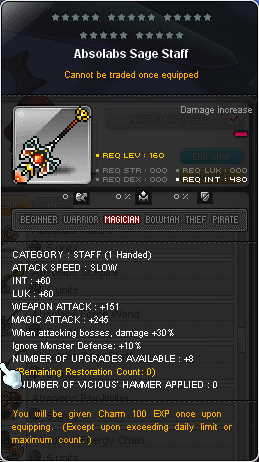 Absolabs Sage Staff
Cannot be traded once equipped
Damage increase
REQ LEV : 160
REQ STR : 000 REQ LUK : 000
REQ DEX : 000 REQ INT : 480
0 0 % 0 %
BEGINNER WARRIOR MAGICIAN BOWMAN THIEF PIRATE
CATEGORY : STAFF (1 Handed)
ATTACK SPEED : SLOW
INT : +60
LUK : +60
WEAPON ATTACK : +151
MAGIC ATTACK : +245
When attacking bosses, damage +30%
Ignore Monster Defense: +10%
NUMBER OF UPGRADES AVAILABLE : +8
(Remaining Restoration Count: 0)
NUMBER OF VICIOUS' HAMMER APPLIED : 0
You will be given Charm 100 EXP once upon
equipping. (Except upon exceeding daily limit or
maximum count. )